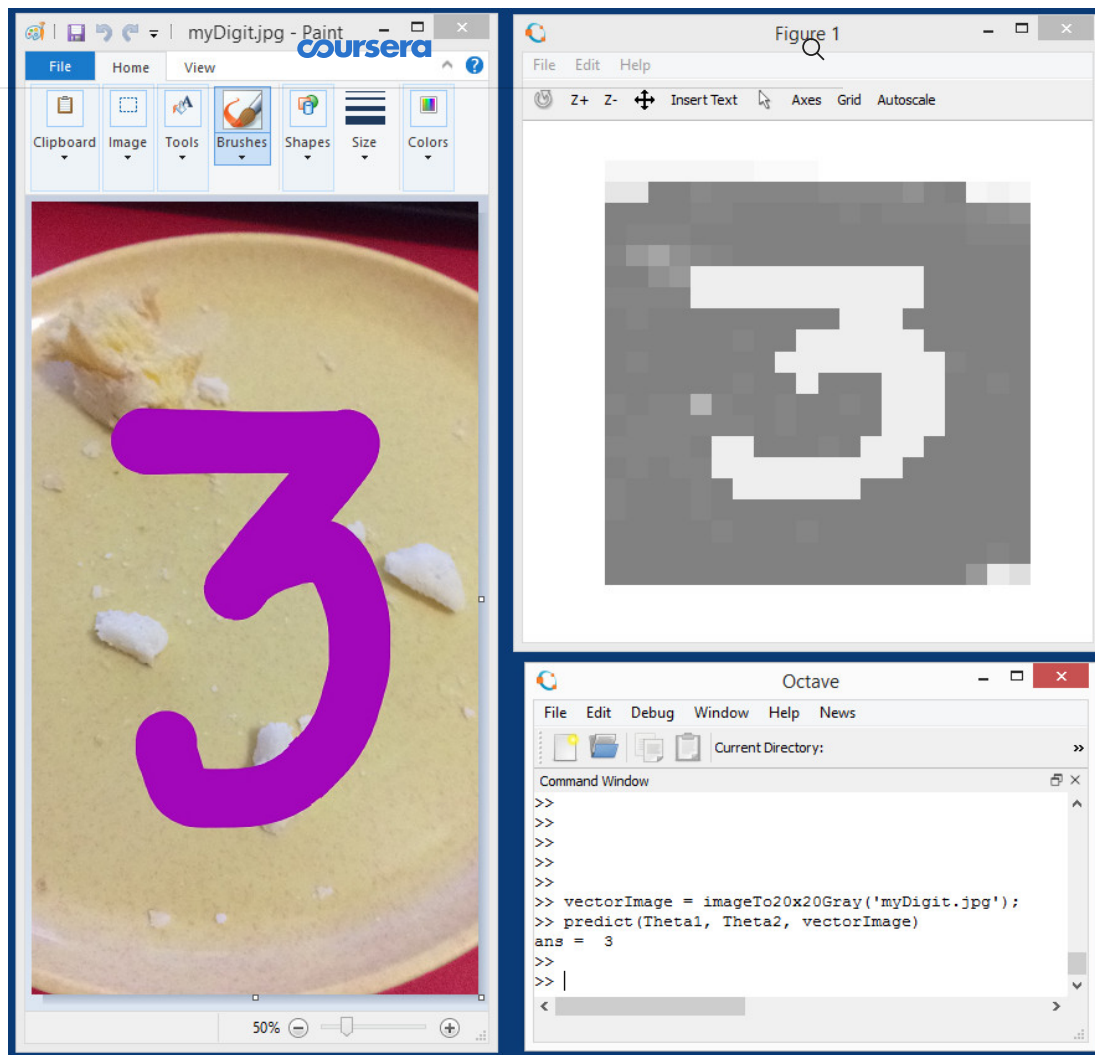 myDigit.jpg - Paint
coursera
File Home View
Clipboard Image Tools Brushes Shapes Size Colors
3
50%
Figure 1
File Edit Help
Z+ Z- Insert Text Axes Grid Autoscale
3
Octave
File Edit Debug Window Help News
Current Directory:
Command Window
>>
>>
>>
>>
>>
>> vectorImage = imageTo20x20Gray('myDigit.jpg');
>> predict(Theta1, Theta2, vectorImage)
ans = 3
>>
>>